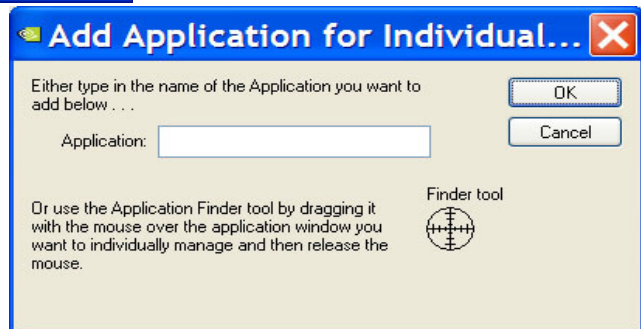 Add Application for Individual...
Either type in the name of the Application you want to
add below . . .
OK
Application:
Cancel
Finder tool
Or use the Application Finder tool by dragging it
with the mouse over the application window you
want to individually manage and then release the
mouse.